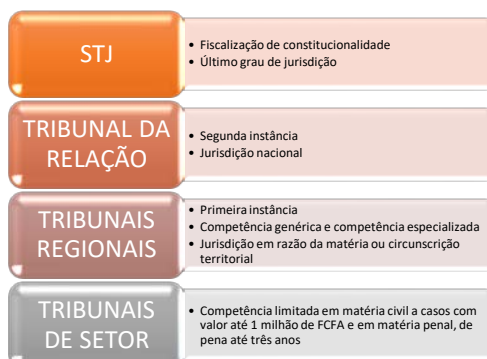 STJ
• Fiscalização de constitucionalidade
• Último grau de jurisdição
TRIBUNAL DA
RELAÇÃO
• Segunda instância
• Jurisdição nacional
TRIBUNAIS
REGIONAIS
• Primeira instância
• Competência genérica e competência especializada
• Jurisdição em razão da matéria ou circunscrição
territorial
TRIBUNAIS
DE SETOR
• Competência limitada em matéria civil a casos com
valor até 1 milhão de FCFA e em matéria penal, de
pena até três anos